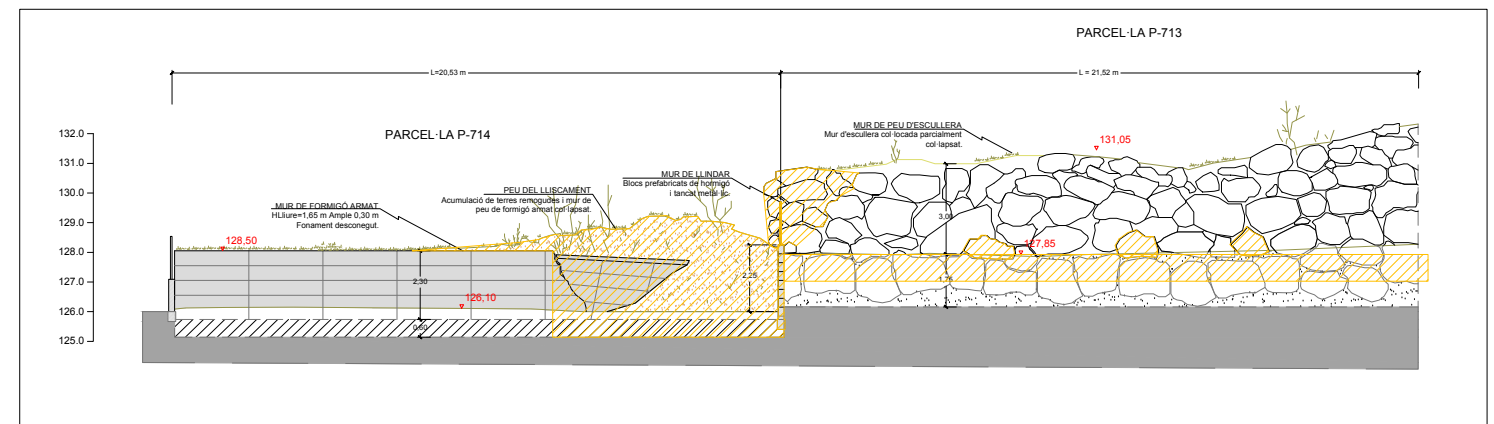 PARCEL·LA P-713
L=20,53 m
L = 21,52 m
132.0
131.0
130.0
129.0
128.0
127.0
126.0
125.0
PARCEL·LA P-714
MUR DE PEU D'ESCULLERA
Mur d'escullera col·locada parcialment
col·lapsat.
131,05
MUR DE LLINDAR
Blocs prefabricats de hormigó
i tancat metàl·lic.
PEU DEL LLISCAMENT
Acumulació de terres remogudes i mur de
peu de formigó armat col·lapsat.
MUR DE FORMIGÓ ARMAT
HLliure=1,65 m Ample 0,30 m
Fonament desconegut.
3,00
128,50
127,85
2,25
2,30
1,75
126,10
0,60